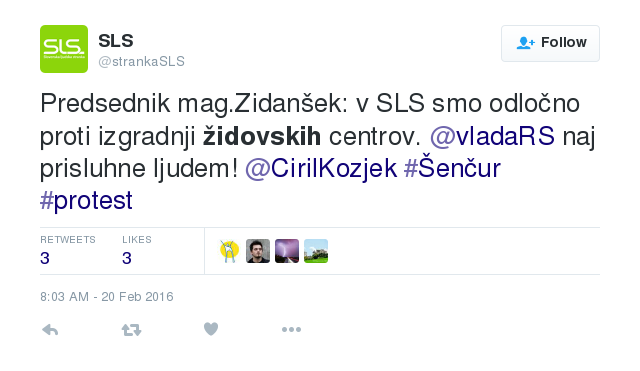 SLS
SLS
@strankaSLS
Follow
Predsednik mag.Zidanšek: v SLS smo odločno
proti izgradnji židovskih centrov. @vladaRS naj
prisluhne ljudem! @CirilKozjek #Šenčur
#protest
RETWEETS LIKES
3 3
8:03 AM - 20 Feb 2016